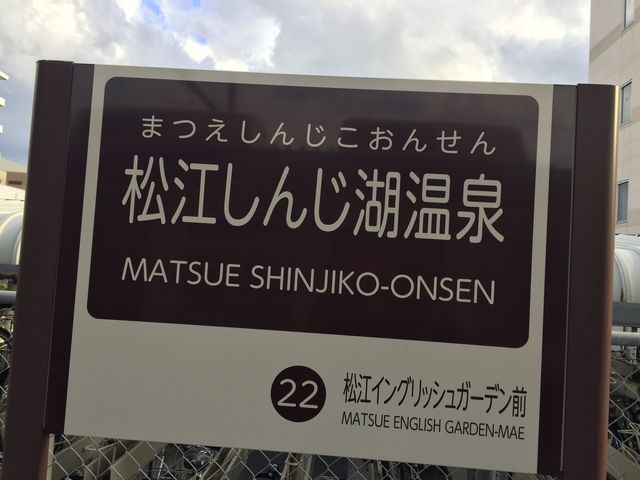 まつえしんじこおんせん
松江しんじ湖温泉
MATSUE SHINJIKO-ONSEN
22 松江イングリッシュガーデン前
MATSUE ENGLISH GARDEN-MAE